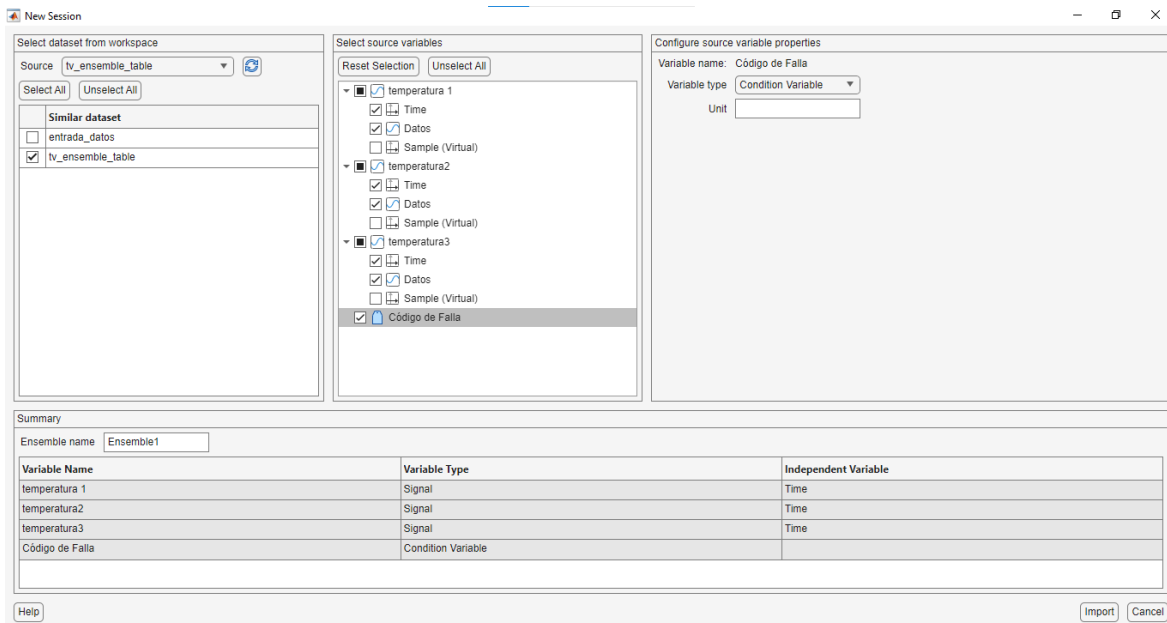 New Session
Select dataset from workspace
Source tv_ensemble_table
Select All Unselect All
Similar dataset
entrada_datos
tv_ensemble_table
Select source variables
Reset Selection Unselect All
temperatura 1
Time
Datos
Sample (Virtual)
temperatura2
Time
Datos
Sample (Virtual)
temperatura3
Time
Datos
Sample (Virtual)
Código de Falla
Configure source variable properties
Variable name: Código de Falla
Variable type Condition Variable
Unit
Summary
Ensemble name Ensemble1
Variable Name Variable Type Independent Variable
temperatura 1 Signal Time
temperatura2 Signal Time
temperatura3 Signal Time
Código de Falla Condition Variable
Help Import Cancel